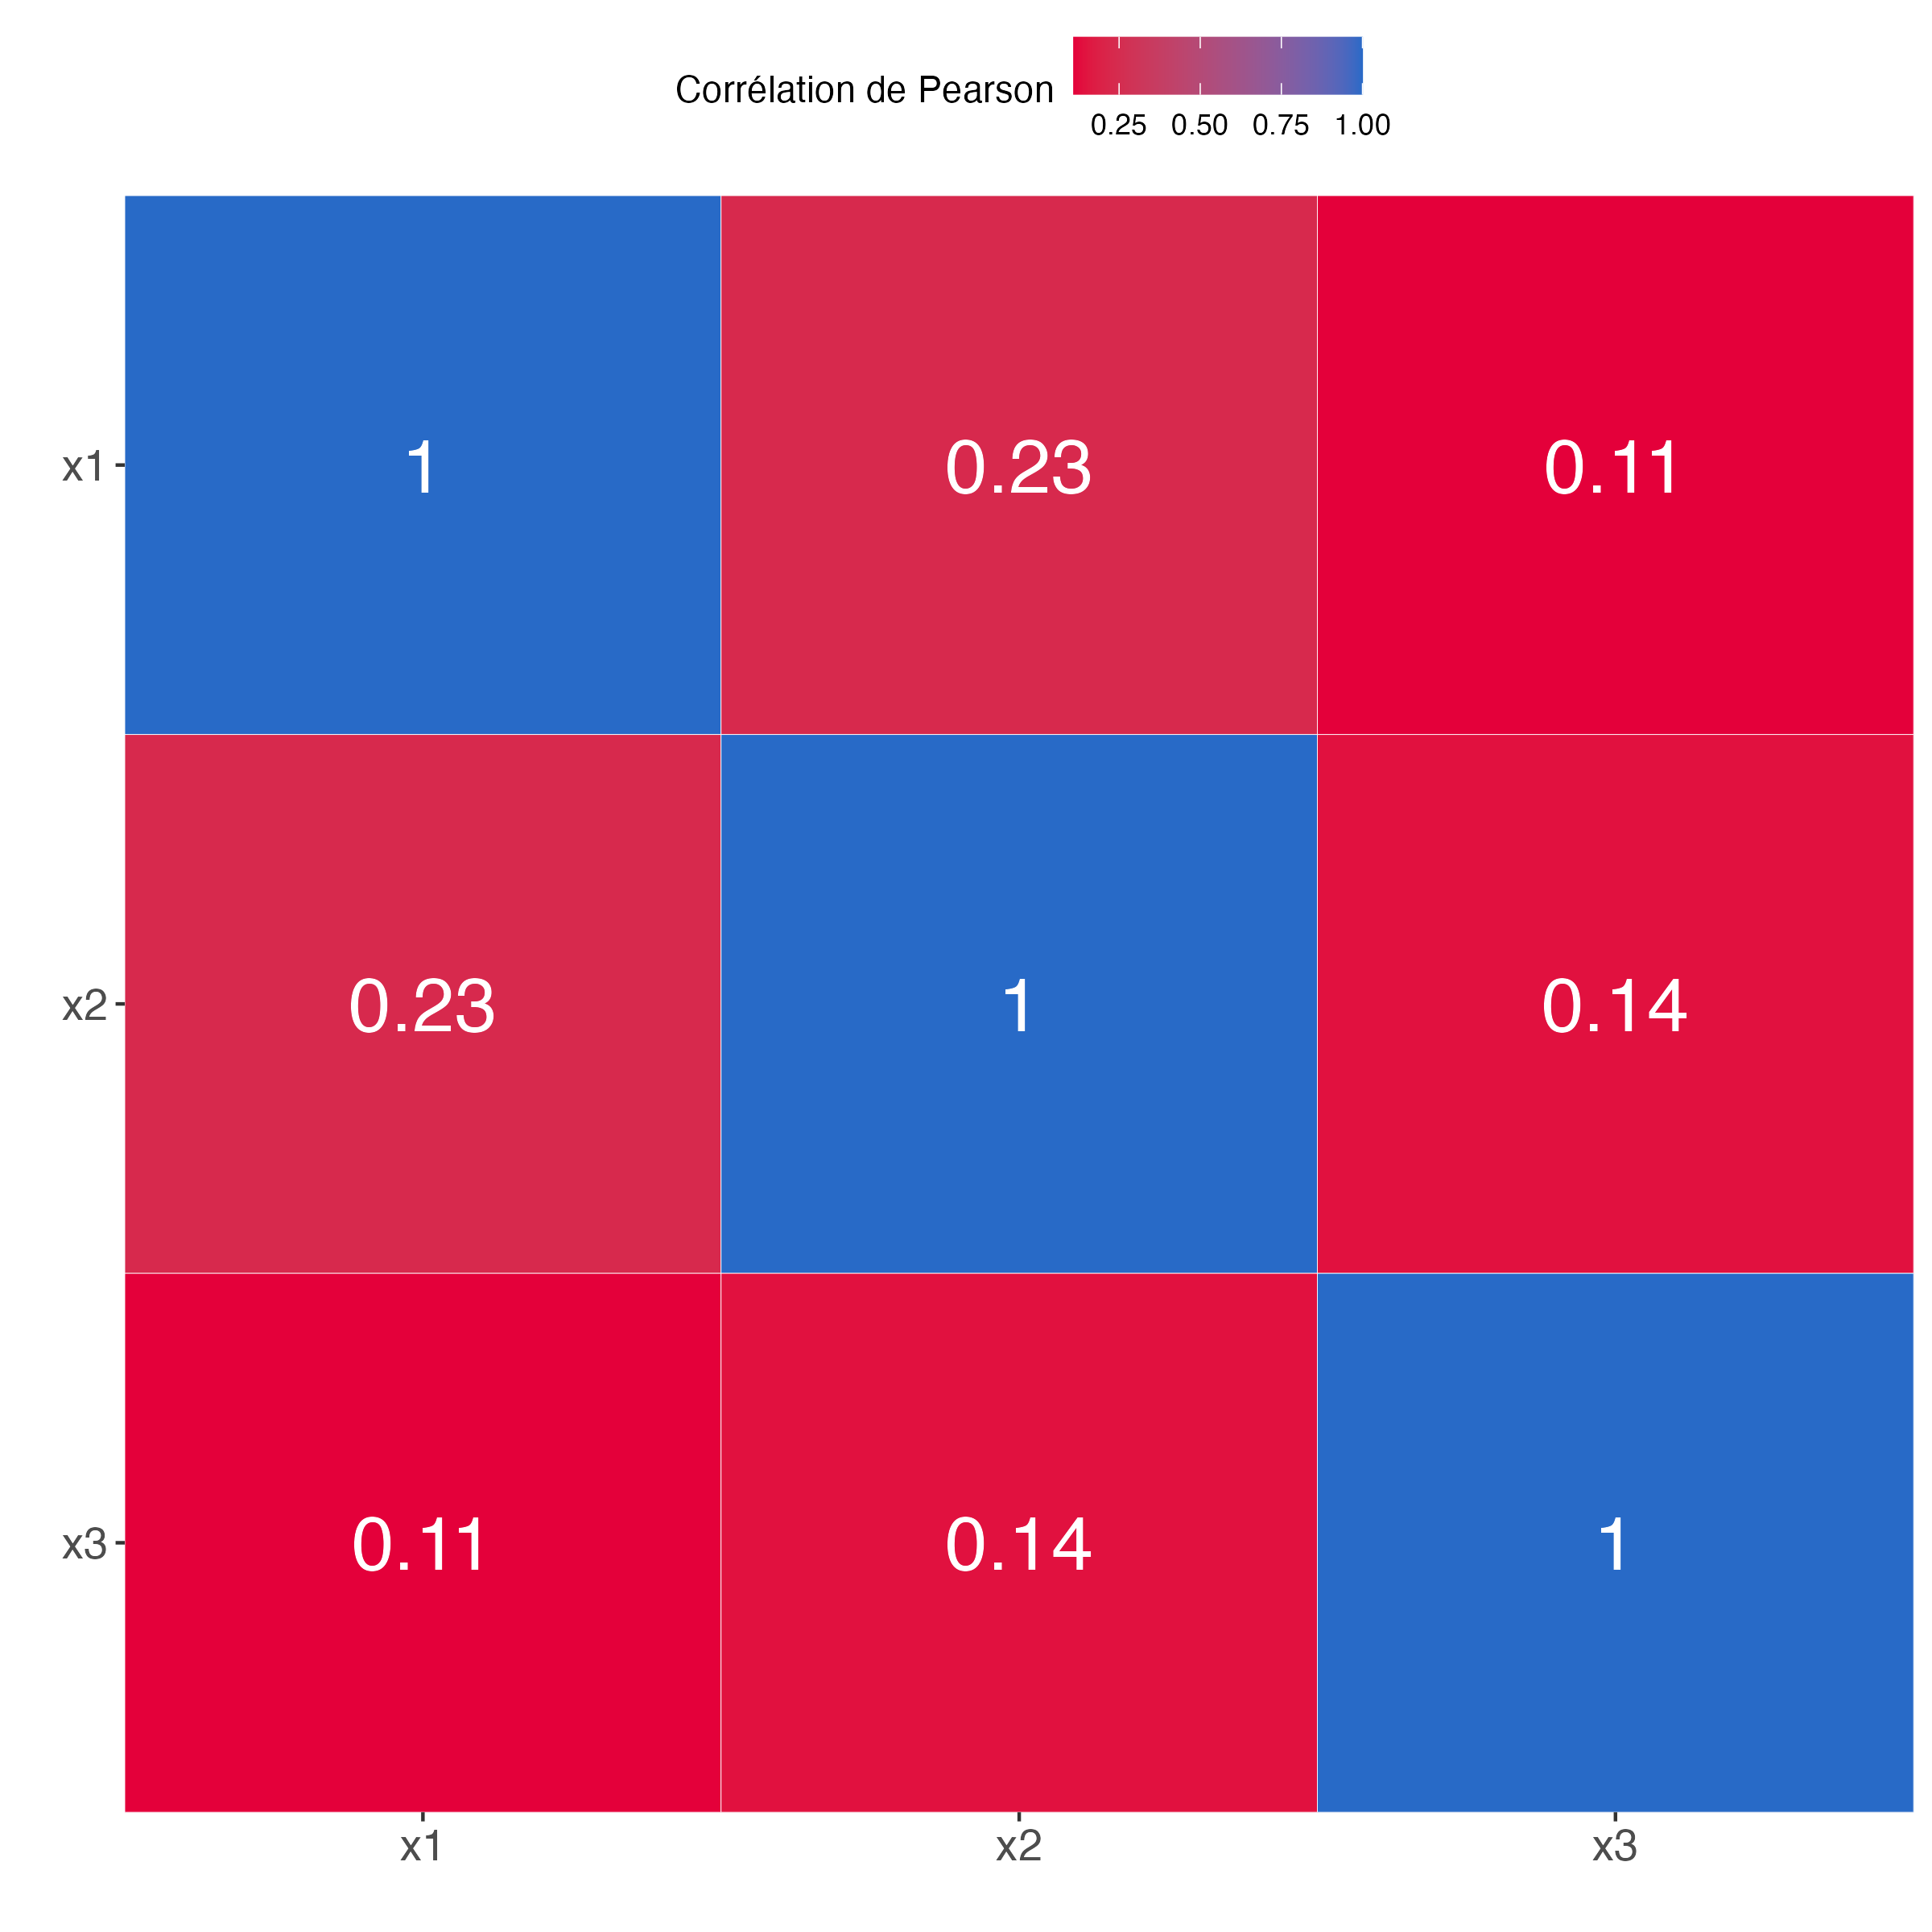 Corrélation de Pearson
0.25 0.50 0.75 1.00
x1 1 0.23 0.11
x2 0.23 1 0.14
x3 0.11 0.14 1
x1 x2 x3